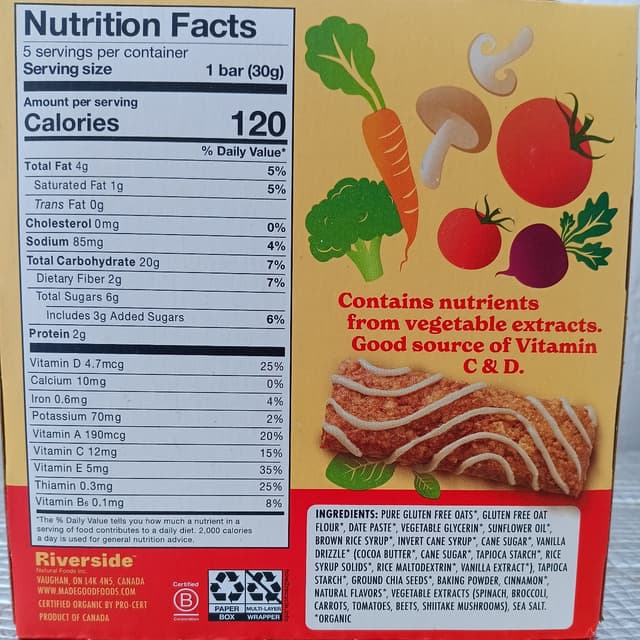 Nutrition Facts
5 servings per container
Serving size 1 bar (30g)
Amount per serving
Calories 120
% Daily Value*
Total Fat 4g 5%
Saturated Fat 1g 5%
Trans Fat 0g
Cholesterol 0mg 0%
Sodium 85mg 4%
Total Carbohydrate 20g 7%
Dietary Fiber 2g 7%
Total Sugars 6g
Includes 3g Added Sugars 6%
Protein 2g
Vitamin D 4.7mcg 25%
Calcium 10mg 0%
Iron 0.6mg 4%
Potassium 70mg 2%
Vitamin A 190mcg 20%
Vitamin C 12mg 15%
Vitamin E 5mg 35%
Thiamin 0.3mg 25%
Vitamin B6 0.1mg 8%
*The % Daily Value tells you how much a nutrient in a
serving of food contributes to a daily diet. 2,000 calories
a day is used for general nutrition advice.
Riverside™
Natural Foods Inc.
VAUGHAN, ON L4K 4N5, CANADA
WWW.MADEGOODFOODS.COM
CERTIFIED ORGANIC BY PRO-CERT
PRODUCT OF CANADA
Certified
B
Corporation
PAPER
BOX
MULTI-LAYER
WRAPPER
Contains nutrients
from vegetable extracts.
Good source of Vitamin
C & D.
INGREDIENTS: PURE GLUTEN FREE OATS*, GLUTEN FREE OAT
FLOUR*, DATE PASTE*, VEGETABLE GLYCERIN*, SUNFLOWER OIL*,
BROWN RICE SYRUP*, INVERT CANE SYRUP*, CANE SUGAR*, VANILLA
DRIZZLE* (COCOA BUTTER*, CANE SUGAR*, TAPIOCA STARCH*, RICE
SYRUP SOLIDS*, RICE MALTODEXTRIN*, VANILLA EXTRACT*), TAPIOCA
STARCH*, GROUND CHIA SEEDS*, BAKING POWDER, CINNAMON*,
NATURAL FLAVORS*, VEGETABLE EXTRACTS (SPINACH, BROCCOLI,
CARROTS, TOMATOES, BEETS, SHIITAKE MUSHROOMS), SEA SALT.
*ORGANIC